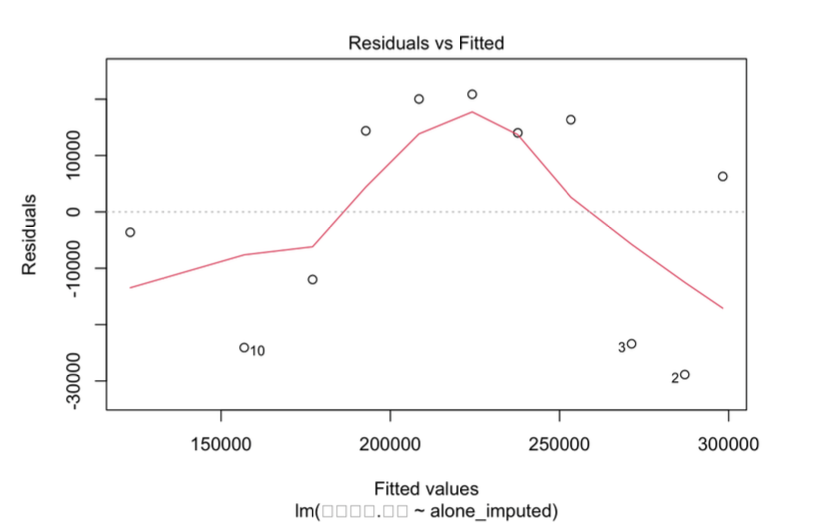 Residuals vs Fitted
Residuals
10000
0
-10000
-30000
10
3
2
150000 200000 250000 300000
Fitted values
lm(□□□□.□□ ~ alone_imputed)